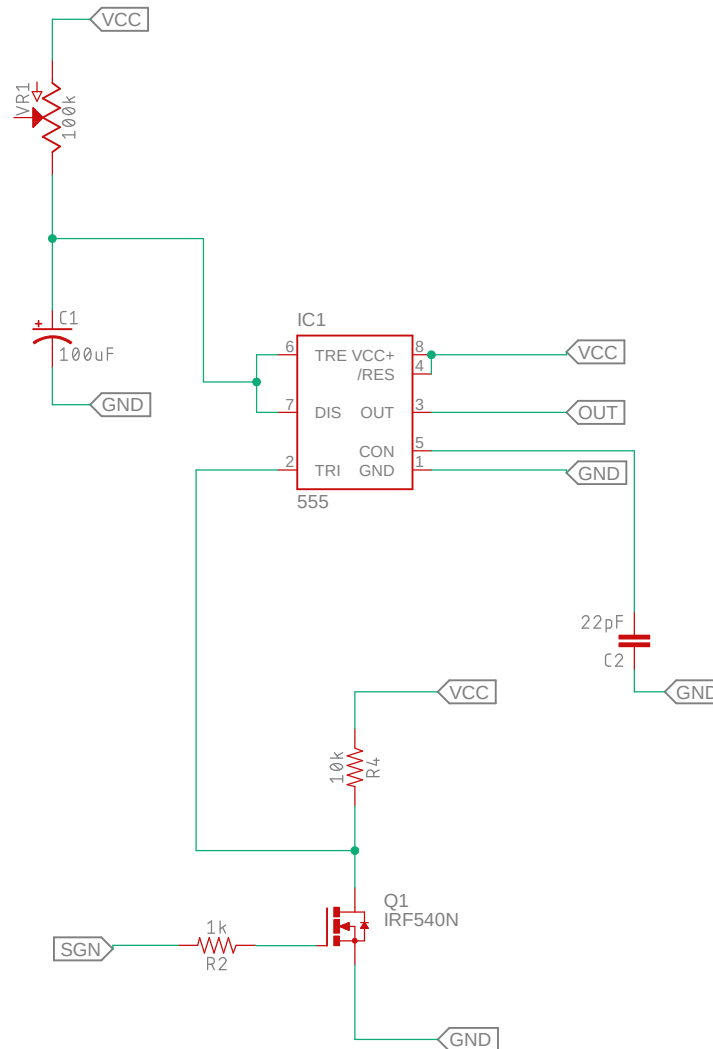 VCC
VR1
100k
C1
100uF
GND
IC1
6
TRE
VCC+
8
VCC
/RES
4
7
DIS
OUT
3
OUT
CON
5
2
TRI
GND
1
GND
555
22pF
C2
GND
VCC
10k
R4
Q1
IRF540N
1k
SGN
R2
GND